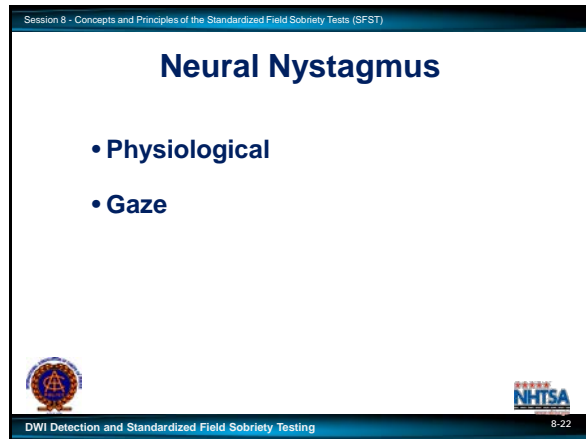 Session 8 - Concepts and Principles of the Standardized Field Sobriety Tests (SFST)
Neural Nystagmus
• Physiological
• Gaze
NHTSA
DWI Detection and Standardized Field Sobriety Testing
8-22